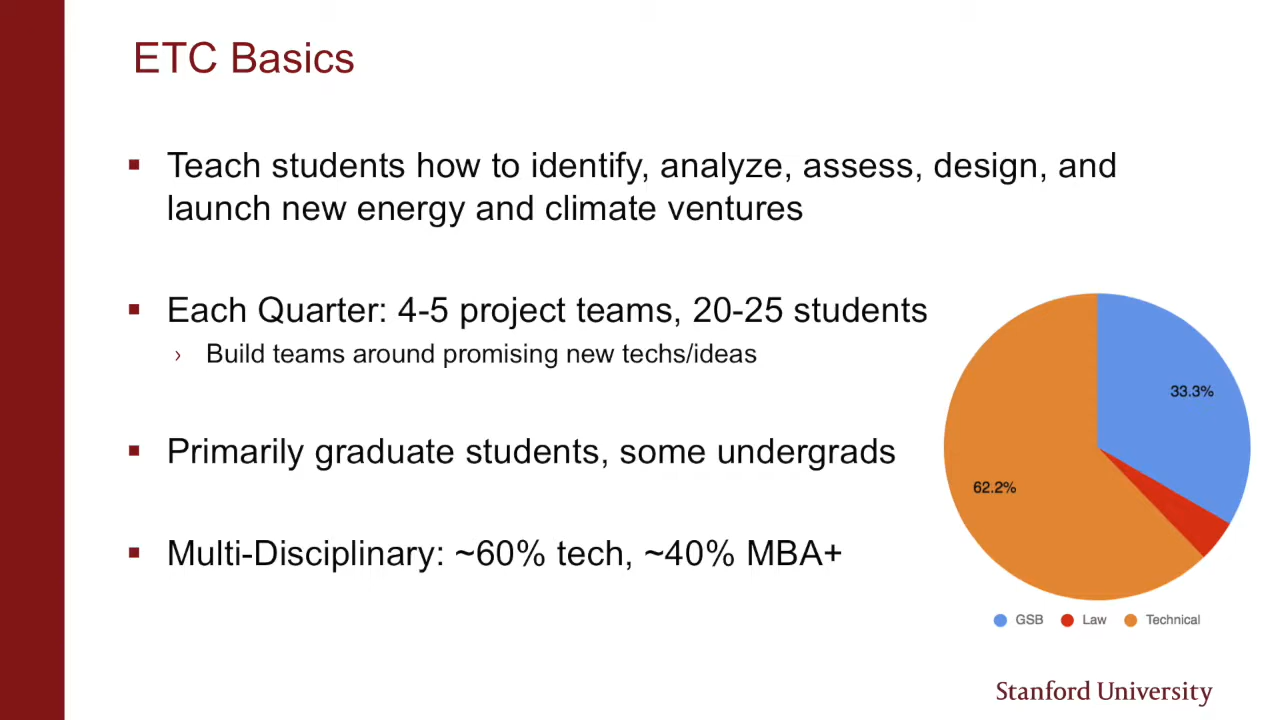 ETC Basics
▪ Teach students how to identify, analyze, assess, design, and
launch new energy and climate ventures
▪ Each Quarter: 4-5 project teams, 20-25 students
› Build teams around promising new techs/ideas
▪ Primarily graduate students, some undergrads
▪ Multi-Disciplinary: ~60% tech, ~40% MBA+
33.3%
62.2%
GSB Law Technical
Stanford University